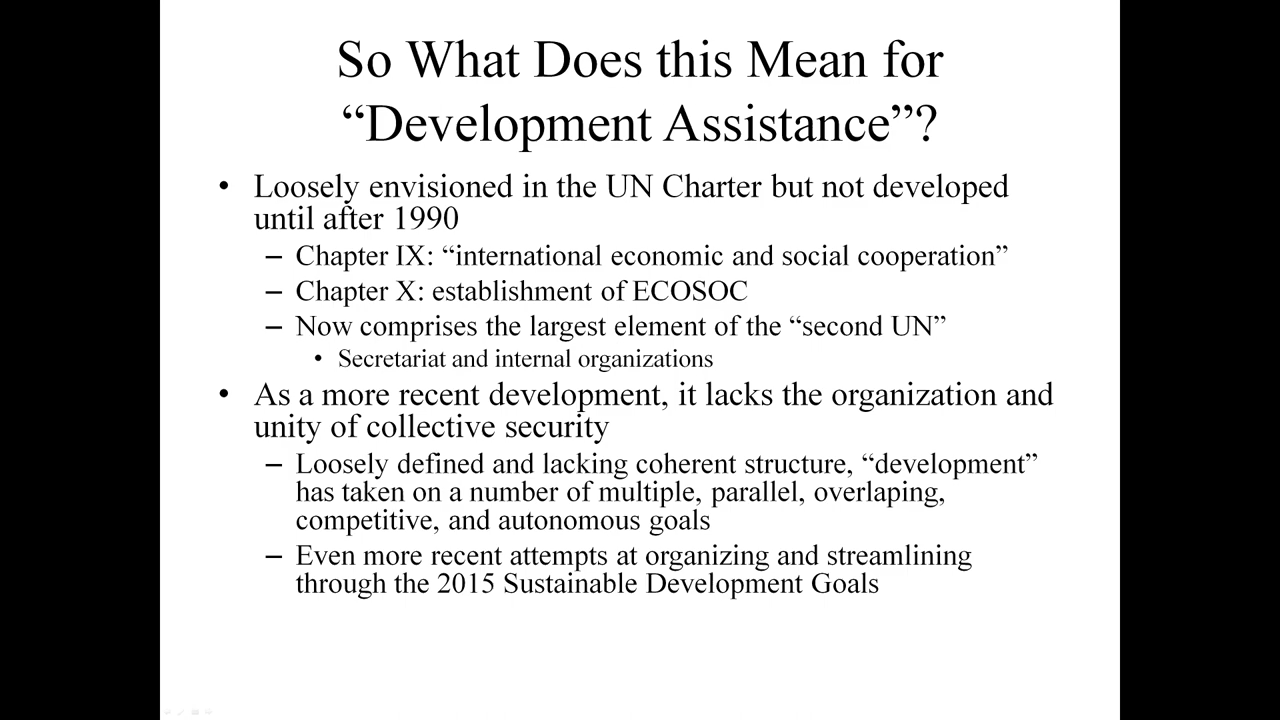 So What Does this Mean for
“Development Assistance”?
• Loosely envisioned in the UN Charter but not developed
until after 1990
– Chapter IX: “international economic and social cooperation”
– Chapter X: establishment of ECOSOC
– Now comprises the largest element of the “second UN”
• Secretariat and internal organizations
• As a more recent development, it lacks the organization and
unity of collective security
– Loosely defined and lacking coherent structure, “development”
has taken on a number of multiple, parallel, overlaping,
competitive, and autonomous goals
– Even more recent attempts at organizing and streamlining
through the 2015 Sustainable Development Goals